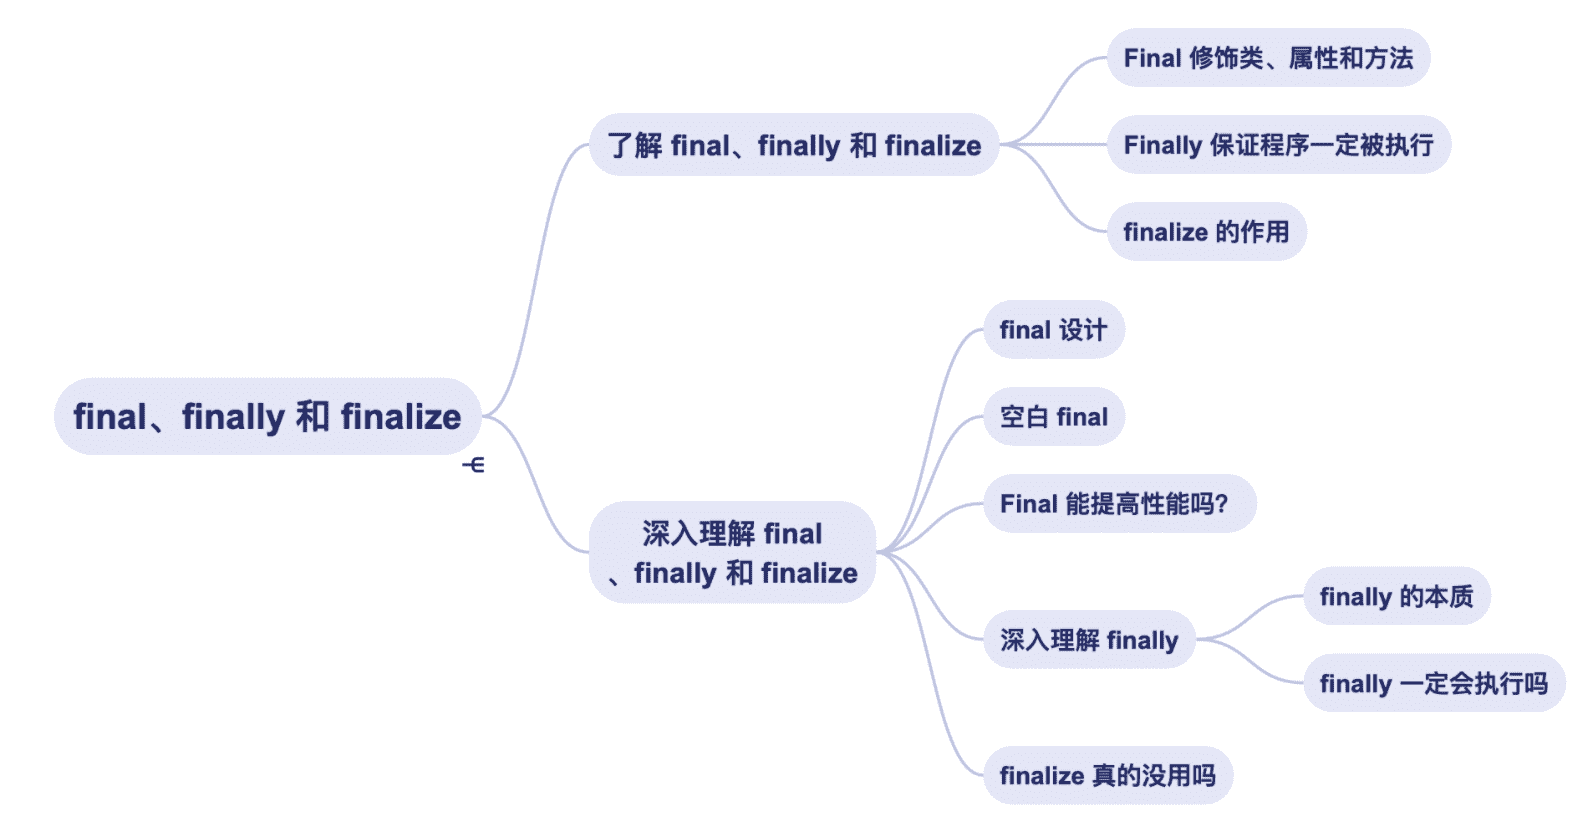 final、finally 和 finalize
了解 final、finally 和 finalize
Final 修饰类、属性和方法
Finally 保证程序一定被执行
finalize 的作用
深入理解 final
、finally 和 finalize
final 设计
空白 final
Final 能提高性能吗？
深入理解 finally
finally 的本质
finally 一定会执行吗
finalize 真的没用吗